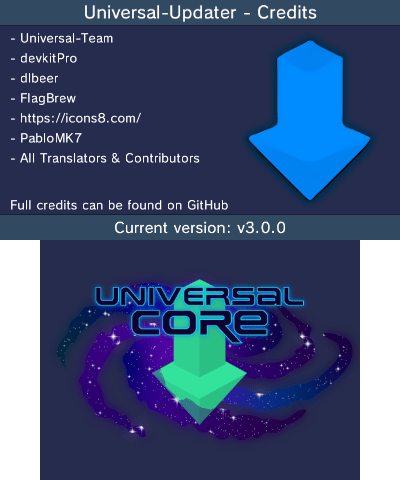 Universal-Updater - Credits
- Universal-Team
- devkitPro
- dlbeer
- FlagBrew
- https://icons8.com/
- PabloMK7
- All Translators & Contributors
Full credits can be found on GitHub
Current version: v3.0.0
UNIVERSAL
CORE